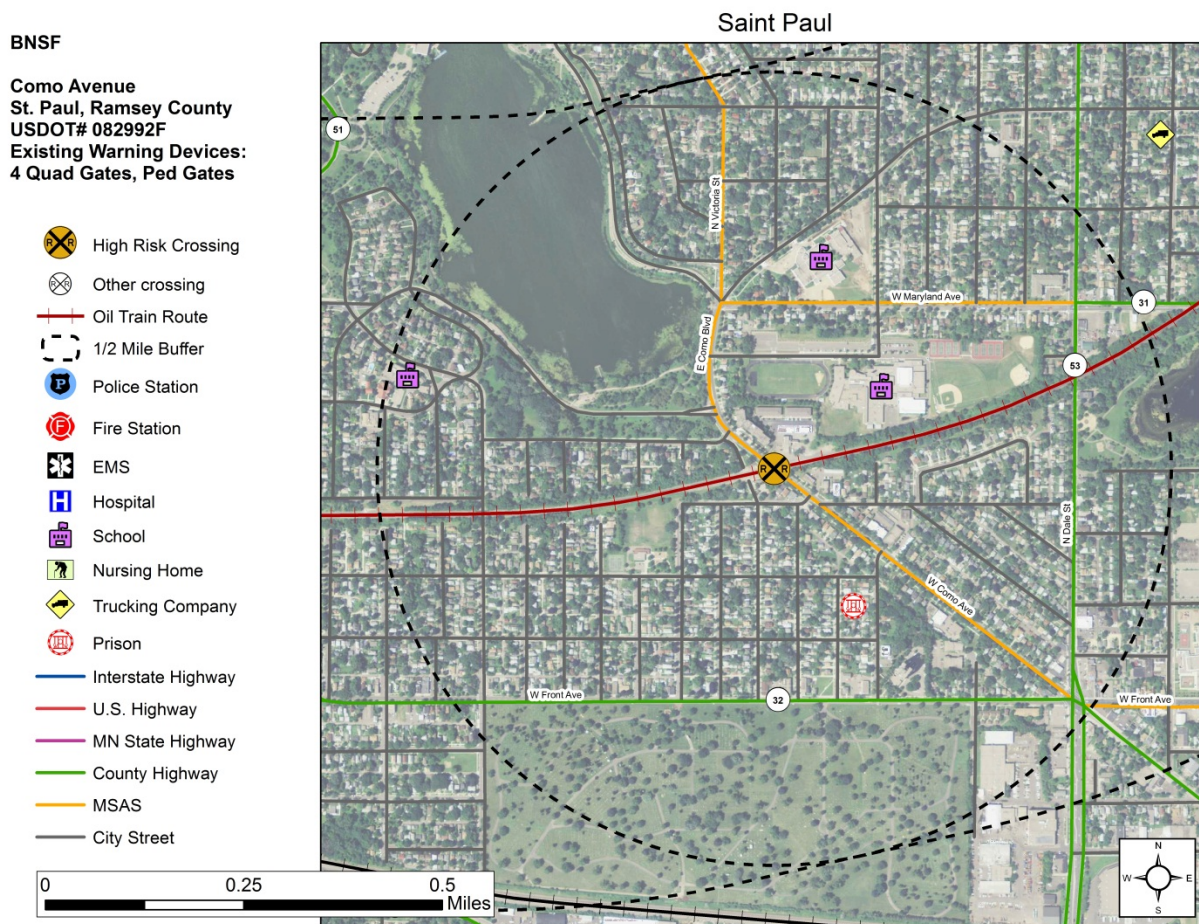 Saint Paul
BNSF
Como Avenue
St. Paul, Ramsey County
USDOT# 082992F
Existing Warning Devices:
4 Quad Gates, Ped Gates
R R
High Risk Crossing
R R
Other crossing
Oil Train Route
1/2 Mile Buffer
P
Police Station
F
Fire Station
EMS
H
Hospital
School
Nursing Home
Trucking Company
Prison
Interstate Highway
U.S. Highway
MN State Highway
County Highway
MSAS
City Street
0 0.25 0.5
Miles
51
N Victoria St
W Maryland Ave
31
E Como Blvd
53
R R
N Dale St
W Como Ave
W Front Ave
32
W Front Ave
N
W E
S